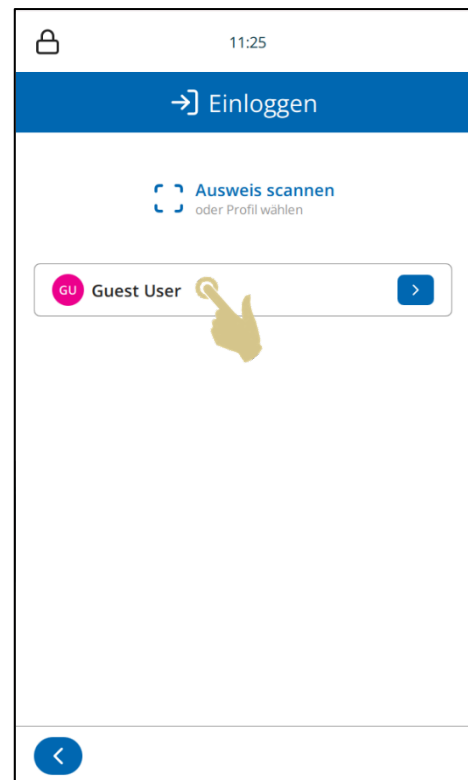 11:25
Einloggen
Ausweis scannen
oder Profil wählen
GU Guest User